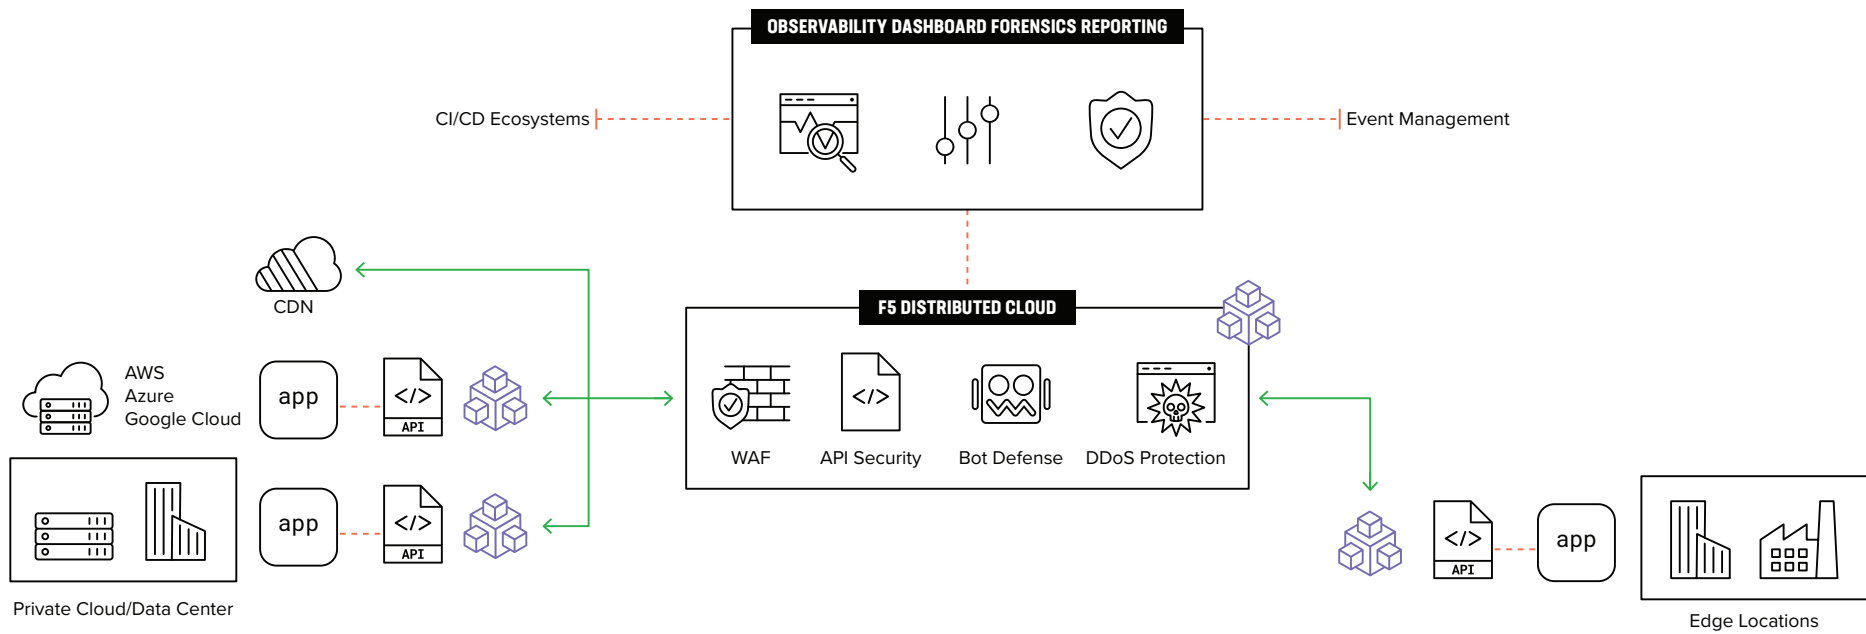 OBSERVABILITY DASHBOARD FORENSICS REPORTING
CI/CD Ecosystems
Event Management
CDN
F5 DISTRIBUTED CLOUD
AWS
Azure
Google Cloud
app
</>
API
</>
WAF
API Security
Bot Defense
DDoS Protection
app
</>
API
Private Cloud/Data Center
</>
API
app
Edge Locations